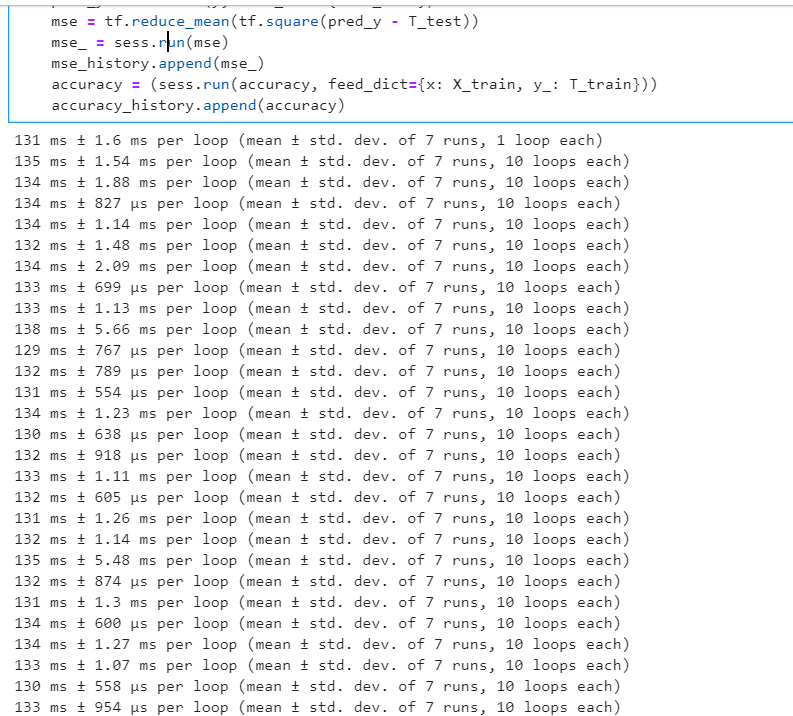 mse = tf.reduce_mean(tf.square(pred_y - T_test))
mse_ = sess.run(mse)
mse_history.append(mse_)
accuracy = (sess.run(accuracy, feed_dict={x: X_train, y_: T_train}))
accuracy_history.append(accuracy)
131 ms ± 1.6 ms per loop (mean ± std. dev. of 7 runs, 1 loop each)
135 ms ± 1.54 ms per loop (mean ± std. dev. of 7 runs, 10 loops each)
134 ms ± 1.88 ms per loop (mean ± std. dev. of 7 runs, 10 loops each)
134 ms ± 827 µs per loop (mean ± std. dev. of 7 runs, 10 loops each)
134 ms ± 1.14 ms per loop (mean ± std. dev. of 7 runs, 10 loops each)
132 ms ± 1.48 ms per loop (mean ± std. dev. of 7 runs, 10 loops each)
134 ms ± 2.09 ms per loop (mean ± std. dev. of 7 runs, 10 loops each)
133 ms ± 699 µs per loop (mean ± std. dev. of 7 runs, 10 loops each)
133 ms ± 1.13 ms per loop (mean ± std. dev. of 7 runs, 10 loops each)
138 ms ± 5.66 ms per loop (mean ± std. dev. of 7 runs, 10 loops each)
129 ms ± 767 µs per loop (mean ± std. dev. of 7 runs, 10 loops each)
132 ms ± 789 µs per loop (mean ± std. dev. of 7 runs, 10 loops each)
131 ms ± 554 µs per loop (mean ± std. dev. of 7 runs, 10 loops each)
134 ms ± 1.23 ms per loop (mean ± std. dev. of 7 runs, 10 loops each)
130 ms ± 638 µs per loop (mean ± std. dev. of 7 runs, 10 loops each)
132 ms ± 918 µs per loop (mean ± std. dev. of 7 runs, 10 loops each)
133 ms ± 1.11 ms per loop (mean ± std. dev. of 7 runs, 10 loops each)
132 ms ± 605 µs per loop (mean ± std. dev. of 7 runs, 10 loops each)
131 ms ± 1.26 ms per loop (mean ± std. dev. of 7 runs, 10 loops each)
132 ms ± 1.14 ms per loop (mean ± std. dev. of 7 runs, 10 loops each)
135 ms ± 5.48 ms per loop (mean ± std. dev. of 7 runs, 10 loops each)
132 ms ± 874 µs per loop (mean ± std. dev. of 7 runs, 10 loops each)
131 ms ± 1.3 ms per loop (mean ± std. dev. of 7 runs, 10 loops each)
134 ms ± 600 µs per loop (mean ± std. dev. of 7 runs, 10 loops each)
134 ms ± 1.27 ms per loop (mean ± std. dev. of 7 runs, 10 loops each)
133 ms ± 1.07 ms per loop (mean ± std. dev. of 7 runs, 10 loops each)
130 ms ± 558 µs per loop (mean ± std. dev. of 7 runs, 10 loops each)
133 ms ± 954 µs per loop (mean ± std. dev. of 7 runs, 10 loops each)